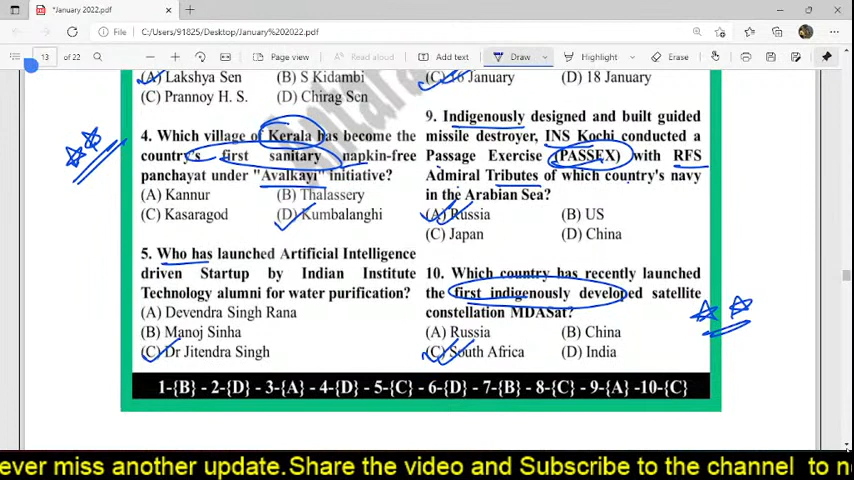 *January 2022.pdf
File
C:/Users/91825/Desktop/January%202022.pdf
13 of 22
Page view
Read aloud
Add text
Draw
Highlight
Erase
(A) Lakshya Sen (B) S Kidambi
(C) Prannoy H. S. (D) Chirag Sen
4. Which village of Kerala has become the
country's first sanitary napkin-free
panchayat under "Avalkayi" initiative?
(A) Kannur (B) Thalassery
(C) Kasaragod (D) Kumbalanghi
5. Who has launched Artificial Intelligence
driven Startup by Indian Institute
Technology alumni for water purification?
(A) Devendra Singh Rana
(B) Manoj Sinha
(C) Dr Jitendra Singh
(C) 16 January (D) 18 January
9. Indigenously designed and built guided
missile destroyer, INS Kochi conducted a
Passage Exercise (PASSEX) with RFS
Admiral Tributes of which country's navy
in the Arabian Sea?
(A) Russia (B) US
(C) Japan (D) China
10. Which country has recently launched
the first indigenously developed satellite
constellation MDASat?
(A) Russia (B) China
(C) South Africa (D) India
1-{B} - 2-{D} - 3-{A} - 4-{D} - 5-{C} - 6-{D} - 7-{B} - 8-{C} - 9-{A} -10-{C}
ever miss another update.Share the video and Subscribe to the channel to n